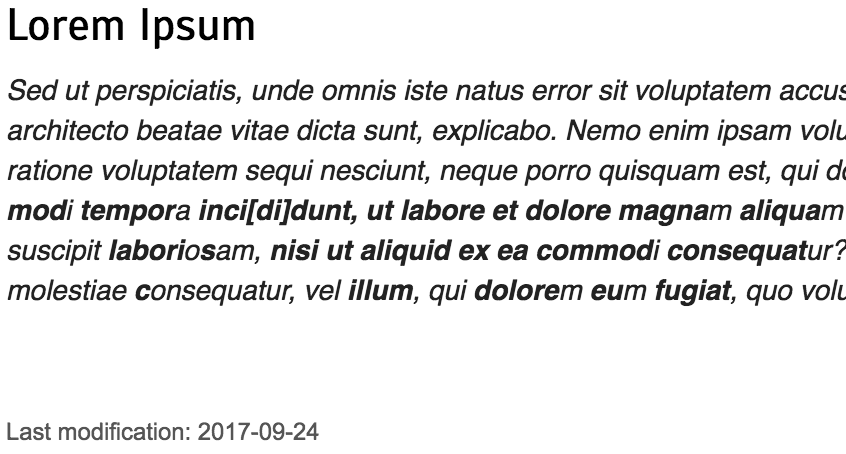 Lorem Ipsum
Sed ut perspiciatis, unde omnis iste natus error sit voluptatem accus
architecto beatae vitae dicta sunt, explicabo. Nemo enim ipsam volu
ratione voluptatem sequi nesciunt, neque porro quisquam est, qui do
modi tempora inci[di]dunt, ut labore et dolore magnam aliquam
suscipit laboriosam, nisi ut aliquid ex ea commodi consequatur?
molestiae consequatur, vel illum, qui dolorem eum fugiat, quo volu
Last modification: 2017-09-24